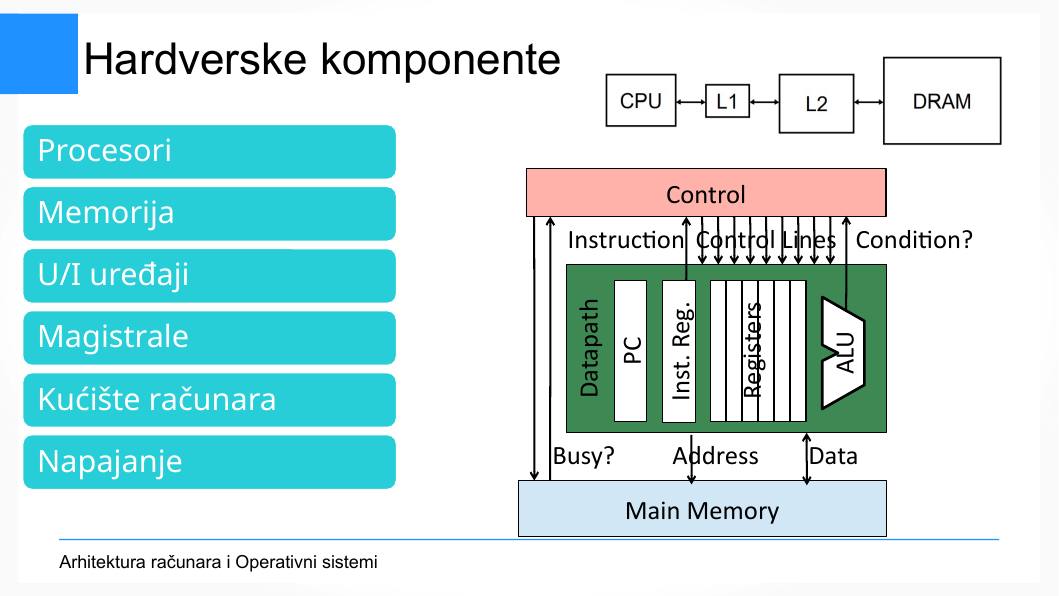 Hardverske komponente
CPU
L1
L2
DRAM
Procesori
Memorija
U/I uređaji
Magistrale
Kućište računara
Napajanje
Control
Instruction
Control Lines
Condition?
Datapath
PC
Inst. Reg.
Registers
ALU
Busy?
Address
Data
Main Memory
Arhitektura računara i Operativni sistemi